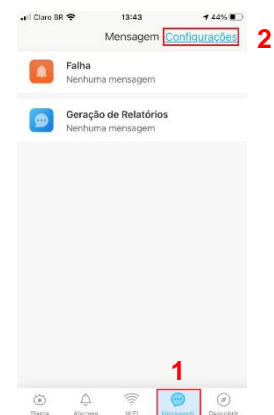 Claro BR 13:43 44%
Mensagem Configurações 2
Falha
Nenhuma mensagem
Geração de Relatórios
Nenhuma mensagem
1
Planta Alarmes Wi-Fi Mensagem Descobrir